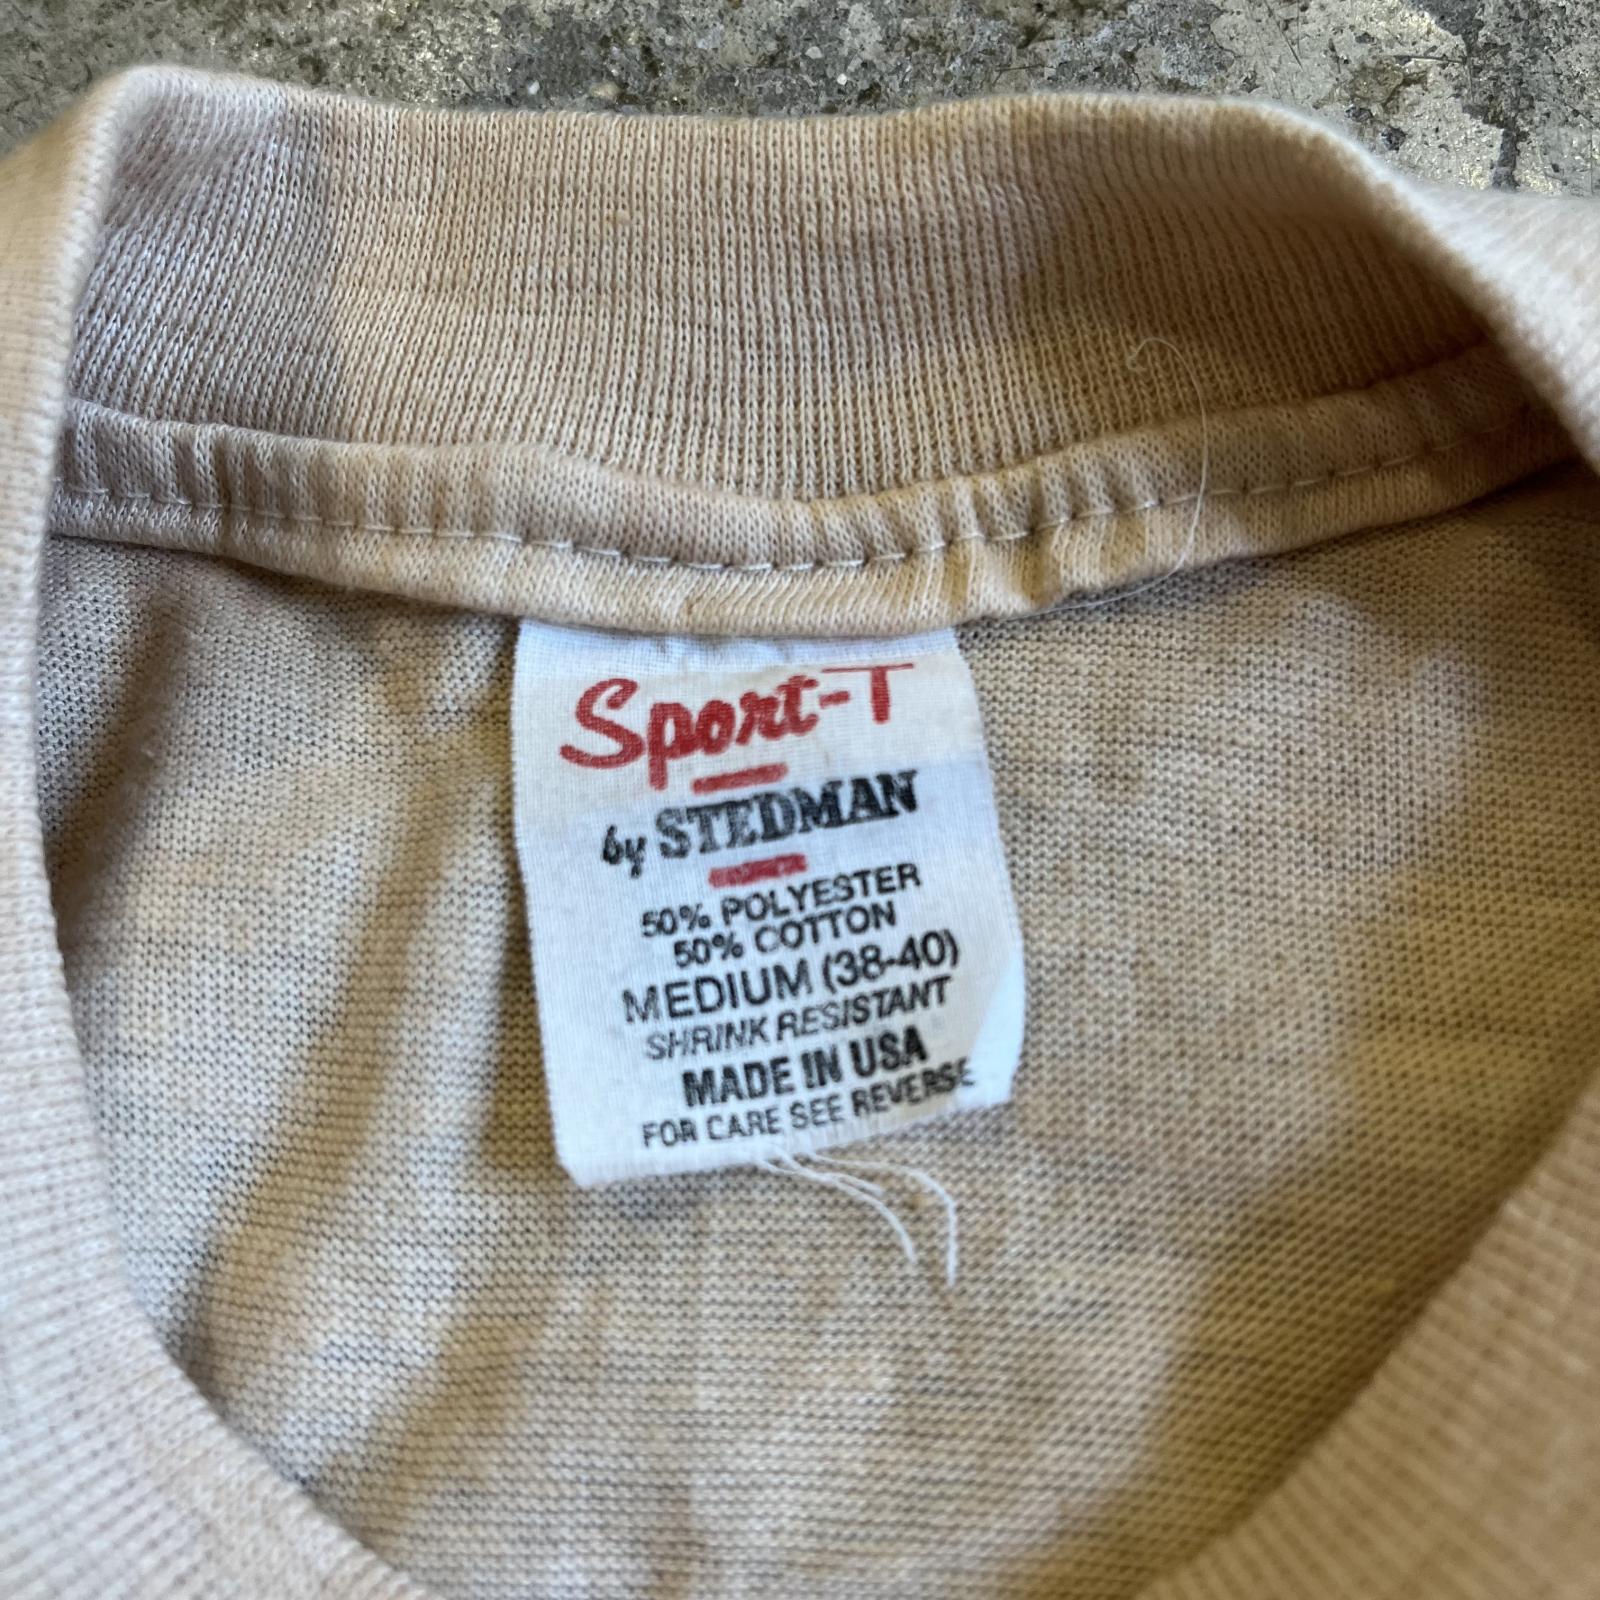 Sport-T
by STEDMAN
50% POLYESTER
50% COTTON
MEDIUM (38-40)
SHRINK RESISTANT
MADE IN USA
FOR CARE SEE REVERSE